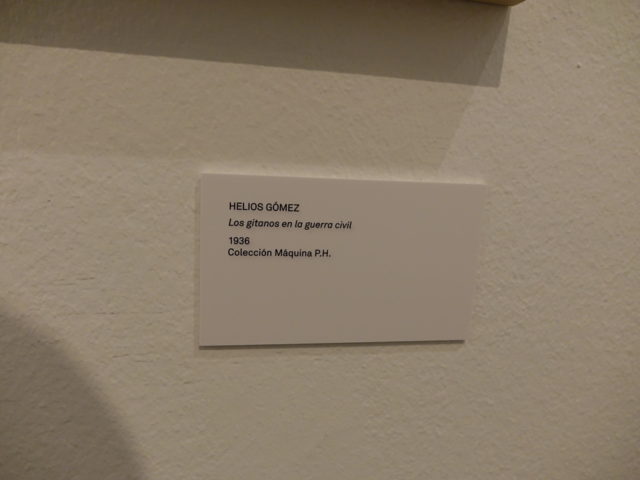 HELIOS GÓMEZ
Los gitanos en la guerra civil
1936
Colección Máquina P.H.